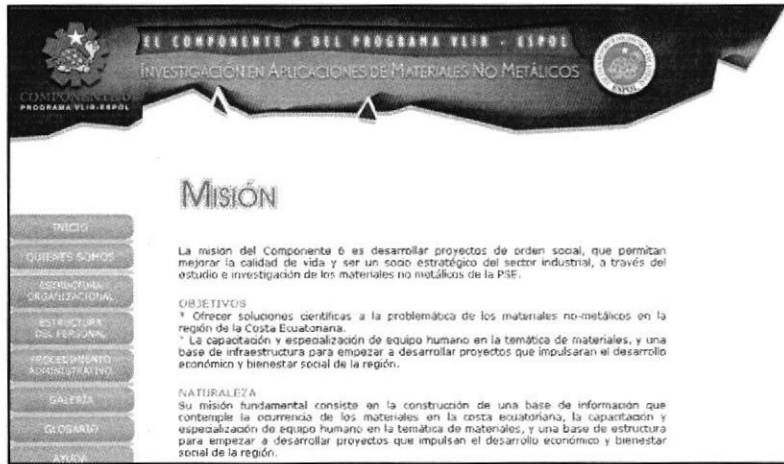 EL COMPONENTE 6 DEL PROGRAMA VLIR - ESPOL
INVESTIGACIÓN EN APLICACIONES DE MATERIALES NO METÁLICOS
COMPONENTE 6
PROGRAMA VLIR-ESPOL
ESPOL
MISIÓN
INICIO
QUIENES SOMOS
ESTRUCTURA
ORGANIZACIONAL
ESTRUCTURA
DEL PERSONAL
PROCEDIMIENTO
ADMINISTRATIVO
GALERÍA
GLOSARIO
AYUDA
La misión del Componente 6 es desarrollar proyectos de orden social, que permitan
mejorar la calidad de vida y ser un socio estratégico del sector industrial, a través del
estudio e investigación de los materiales no metálicos de la PSE.
OBJETIVOS
* Ofrecer soluciones científicas a la problemática de los materiales no-metálicos en la
región de la Costa Ecuatoriana.
* La capacitación y especialización de equipo humano en la temática de materiales, y una
base de infraestructura para empezar a desarrollar proyectos que impulsaran el desarrollo
económico y bienestar social de la región.
NATURALEZA
Su misión fundamental consiste en la construcción de una base de información que
contemple la ocurrencia de los materiales en la costa ecuatoriana, la capacitación y
especialización de equipo humano en la temática de materiales, y una base de estructura
para empezar a desarrollar proyectos que impulsan el desarrollo económico y bienestar
social de la región.